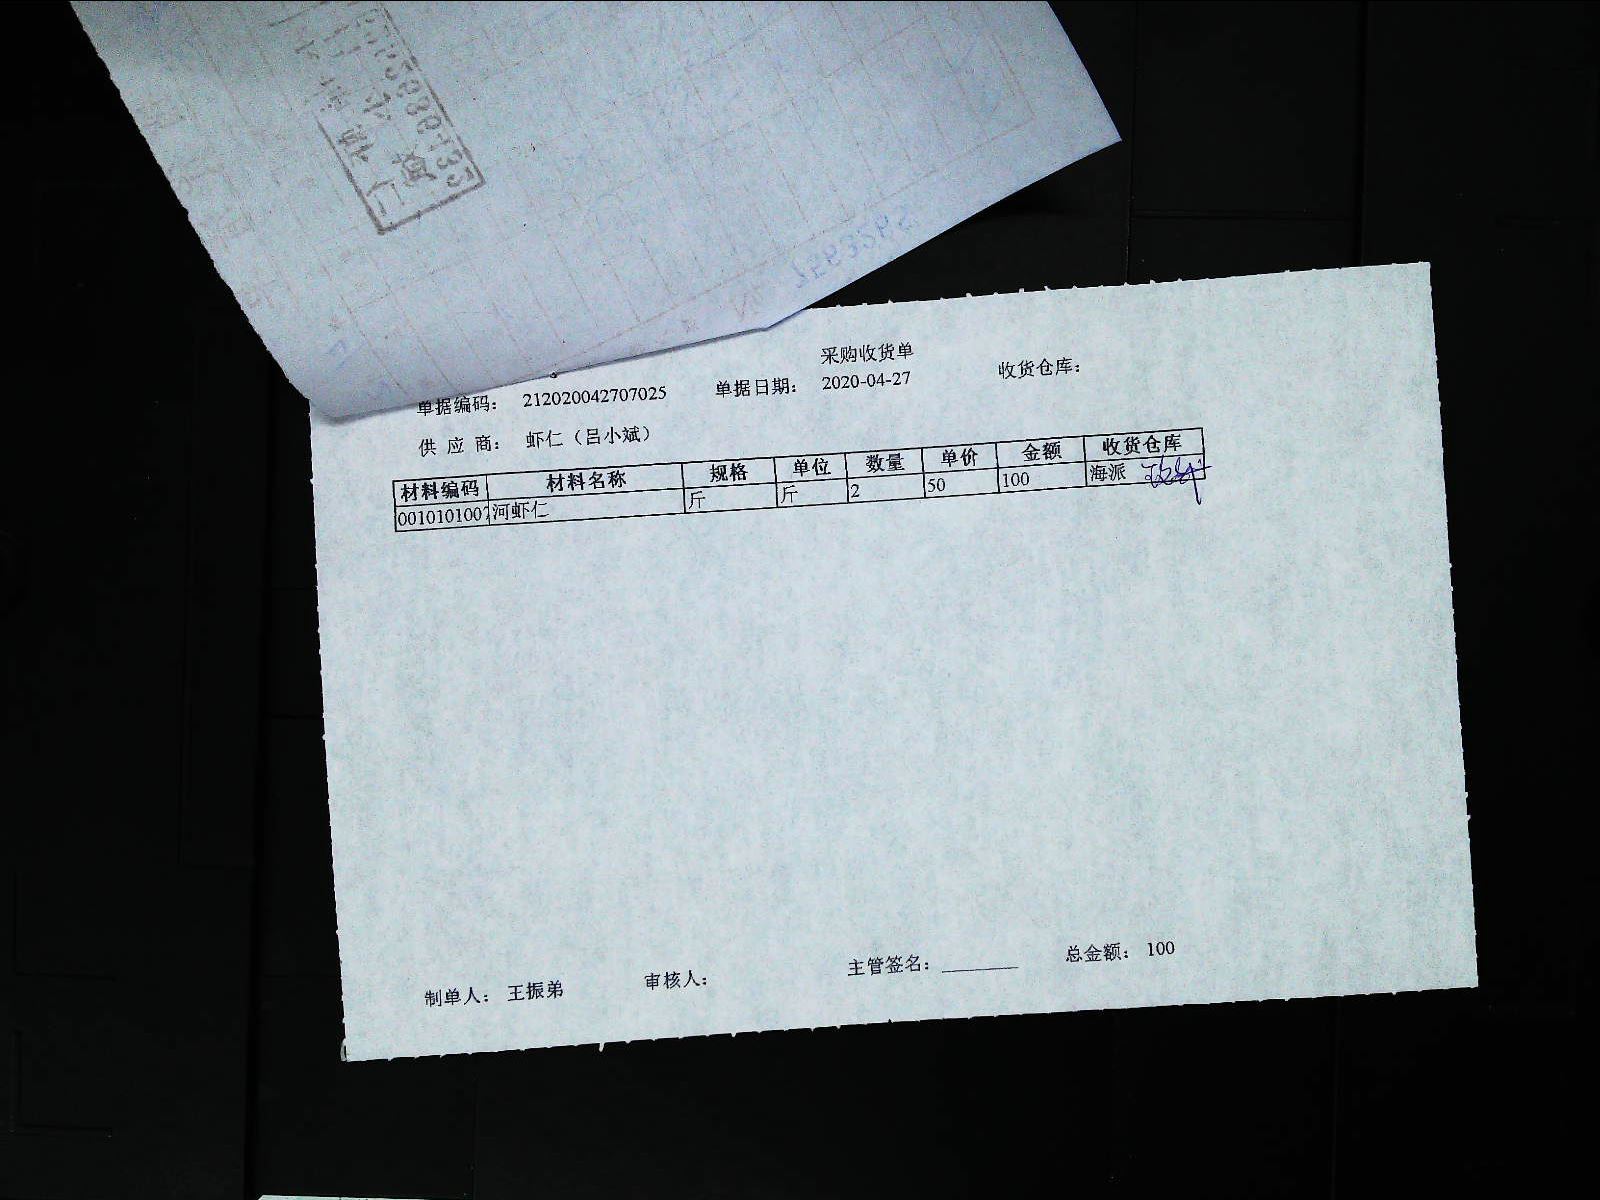 采购收货单
单据编码： 212020042707025 单据日期： 2020-04-27 收货仓库：
供 应 商： 虾仁（吕小斌）
材料编码 材料名称 规格 单位 数量 单价 金额 收货仓库
0010101007 河虾仁 斤 斤 2 50 100 海派
制单人： 王振弟 审核人： 主管签名： 总金额： 100